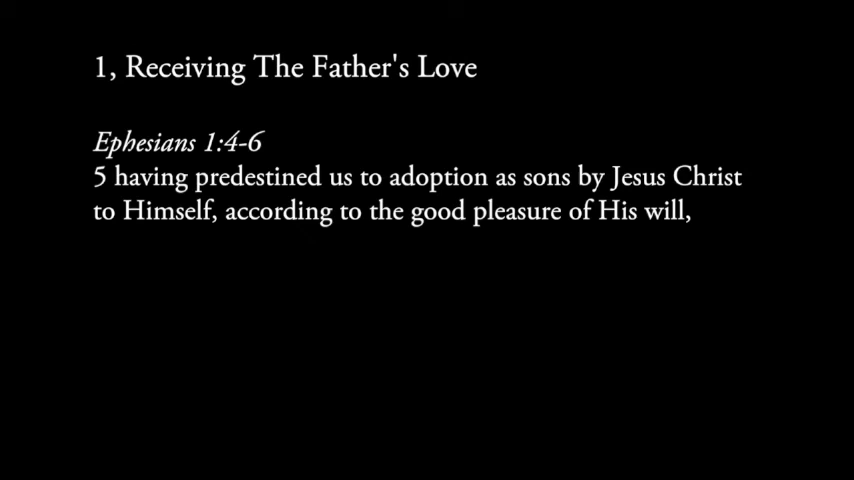 1, Receiving The Father's Love
Ephesians 1:4-6
5 having predestined us to adoption as sons by Jesus Christ
to Himself, according to the good pleasure of His will,